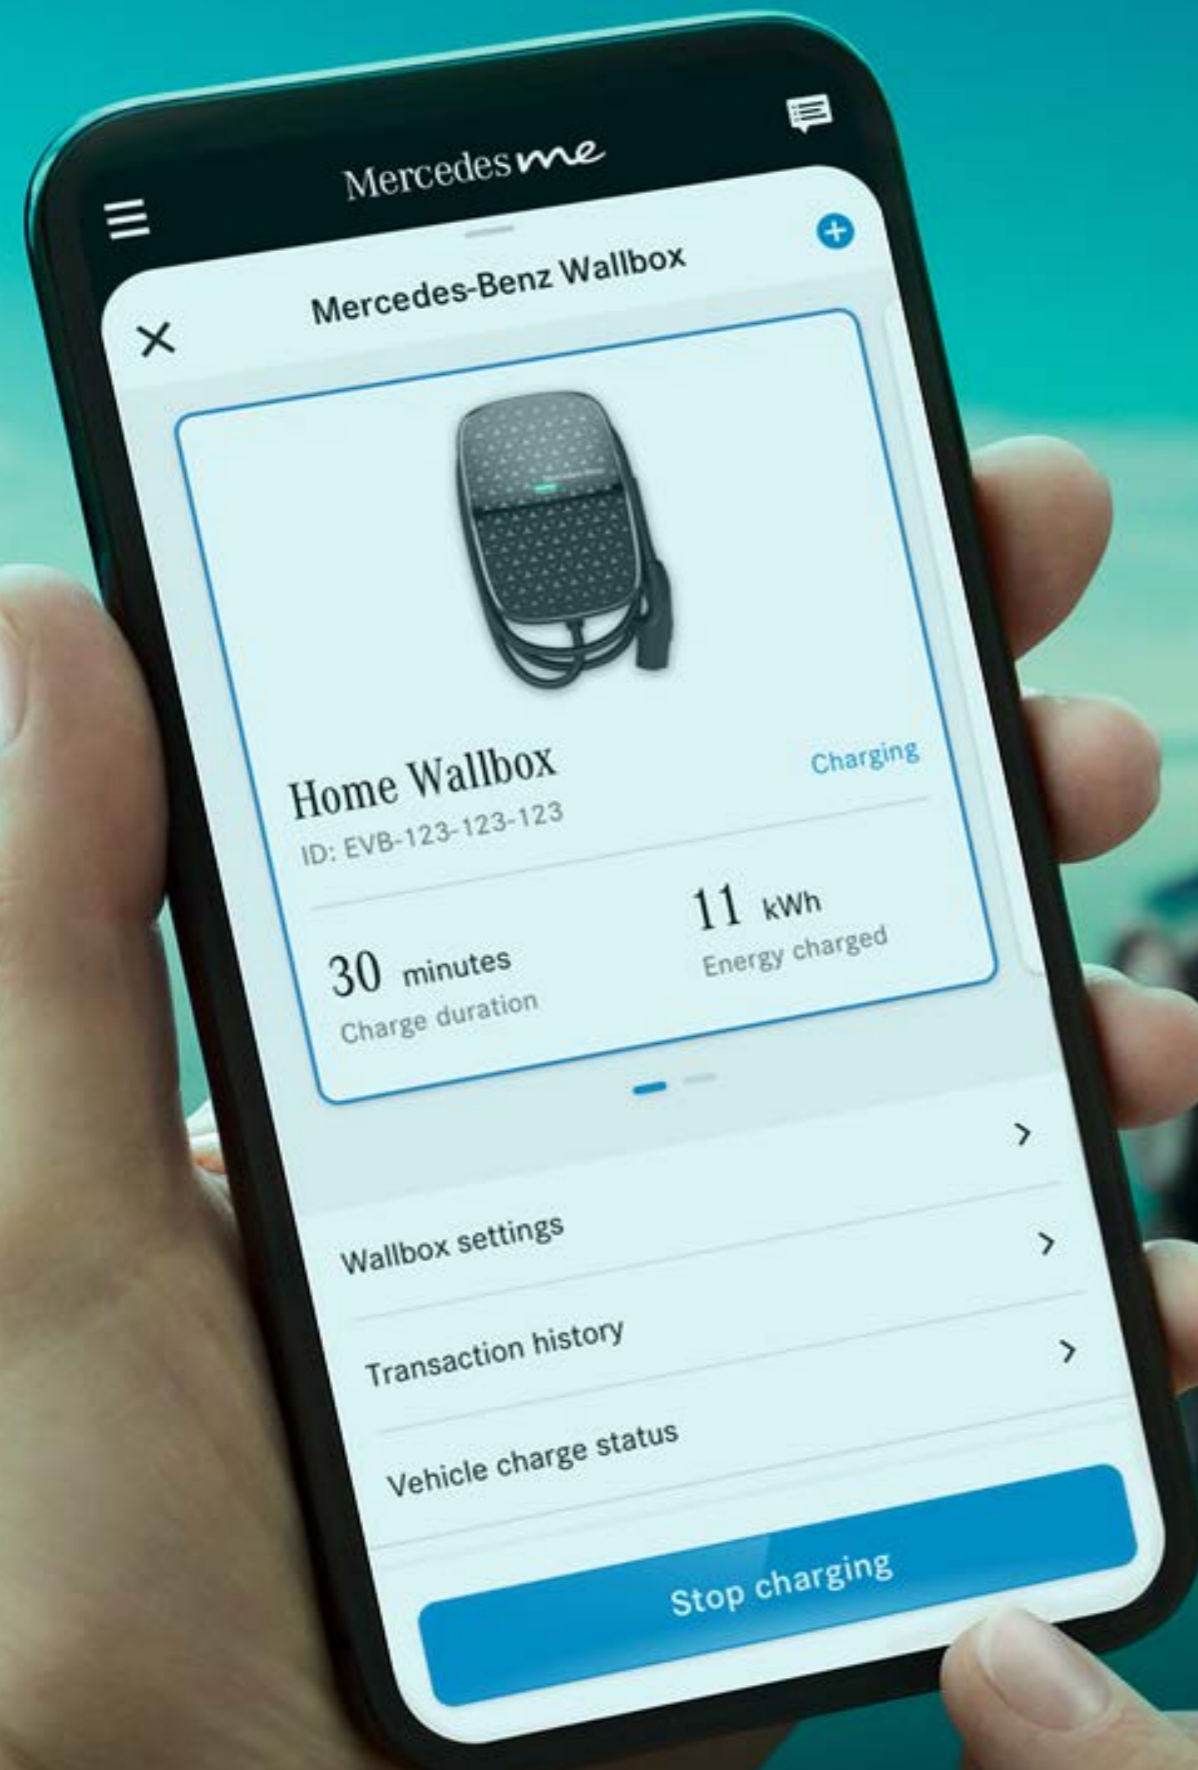 Mercedes me
Mercedes-Benz Wallbox
Home Wallbox
Charging
ID: EVB-123-123-123
30 minutes
11 kWh
Charge duration
Energy charged
Wallbox settings
Transaction history
Vehicle charge status
Stop charging